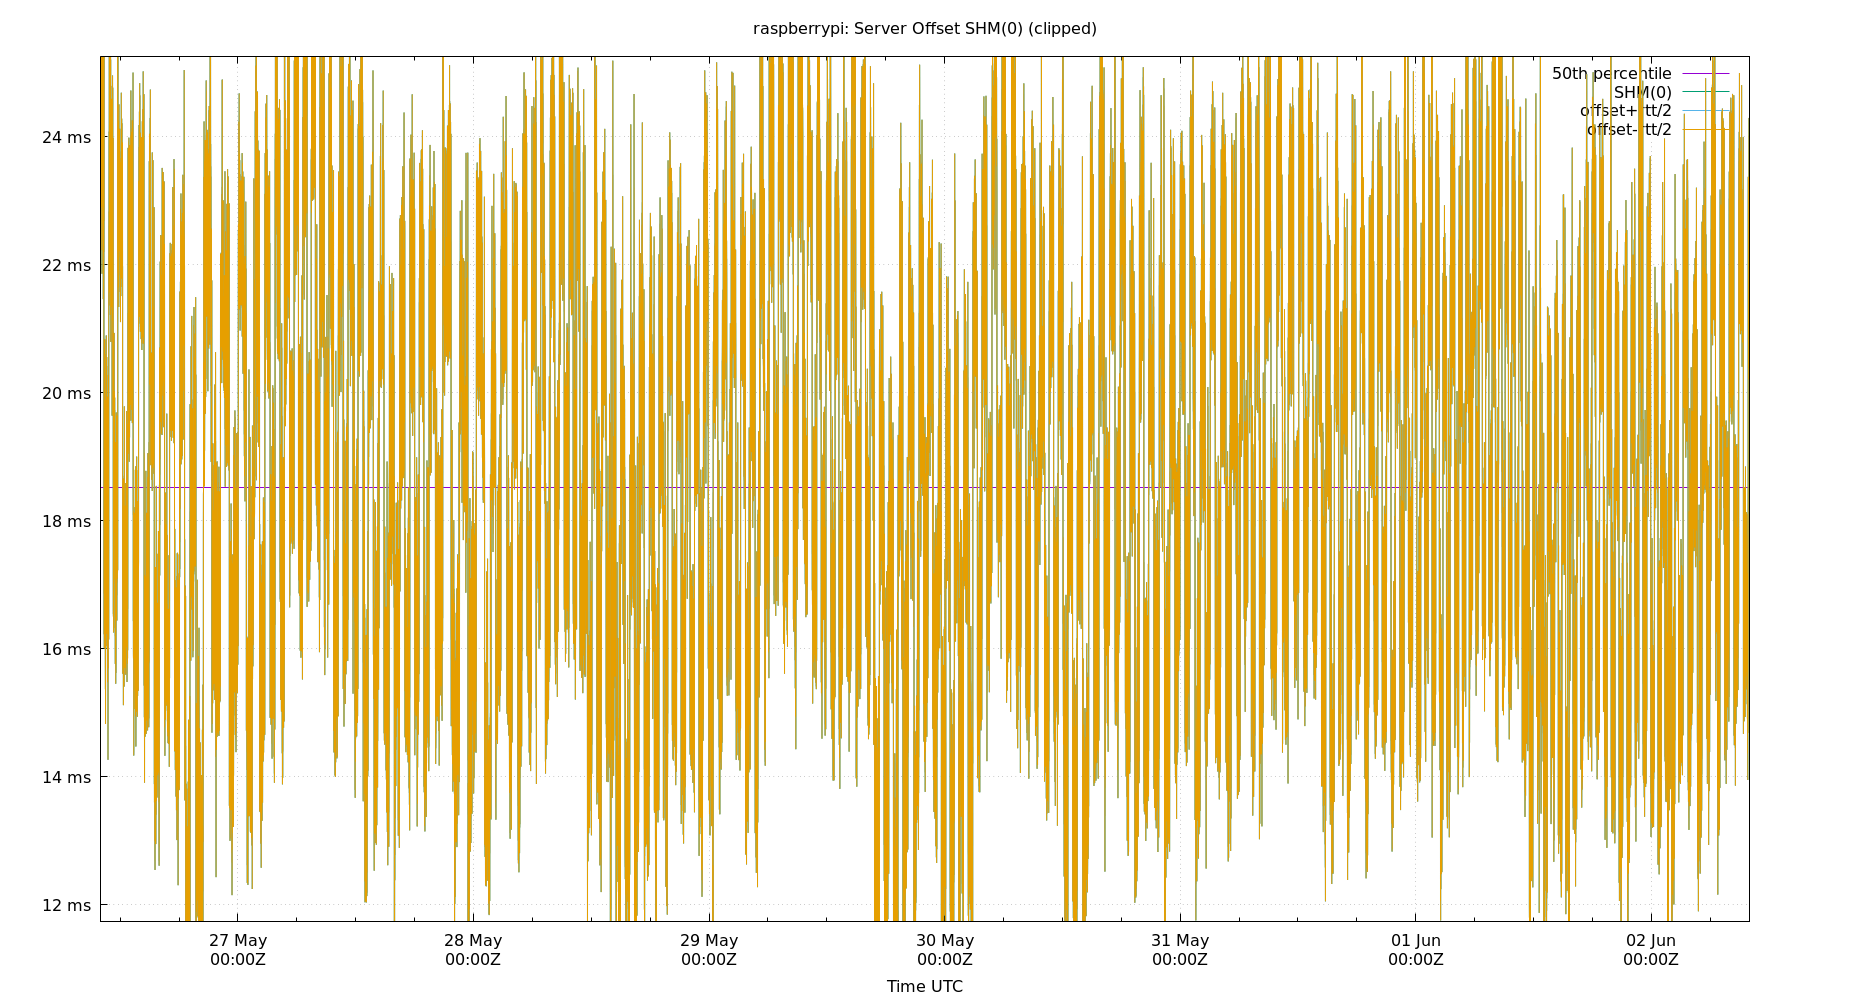 raspberrypi: Server Offset SHM(0) (clipped)
50th percentile
SHM(0)
offset+rtt/2
offset-rtt/2
24 ms
22 ms
20 ms
18 ms
16 ms
14 ms
12 ms
27 May 28 May 29 May 30 May 31 May 01 Jun 02 Jun
00:00Z 00:00Z 00:00Z 00:00Z 00:00Z 00:00Z 00:00Z
Time UTC